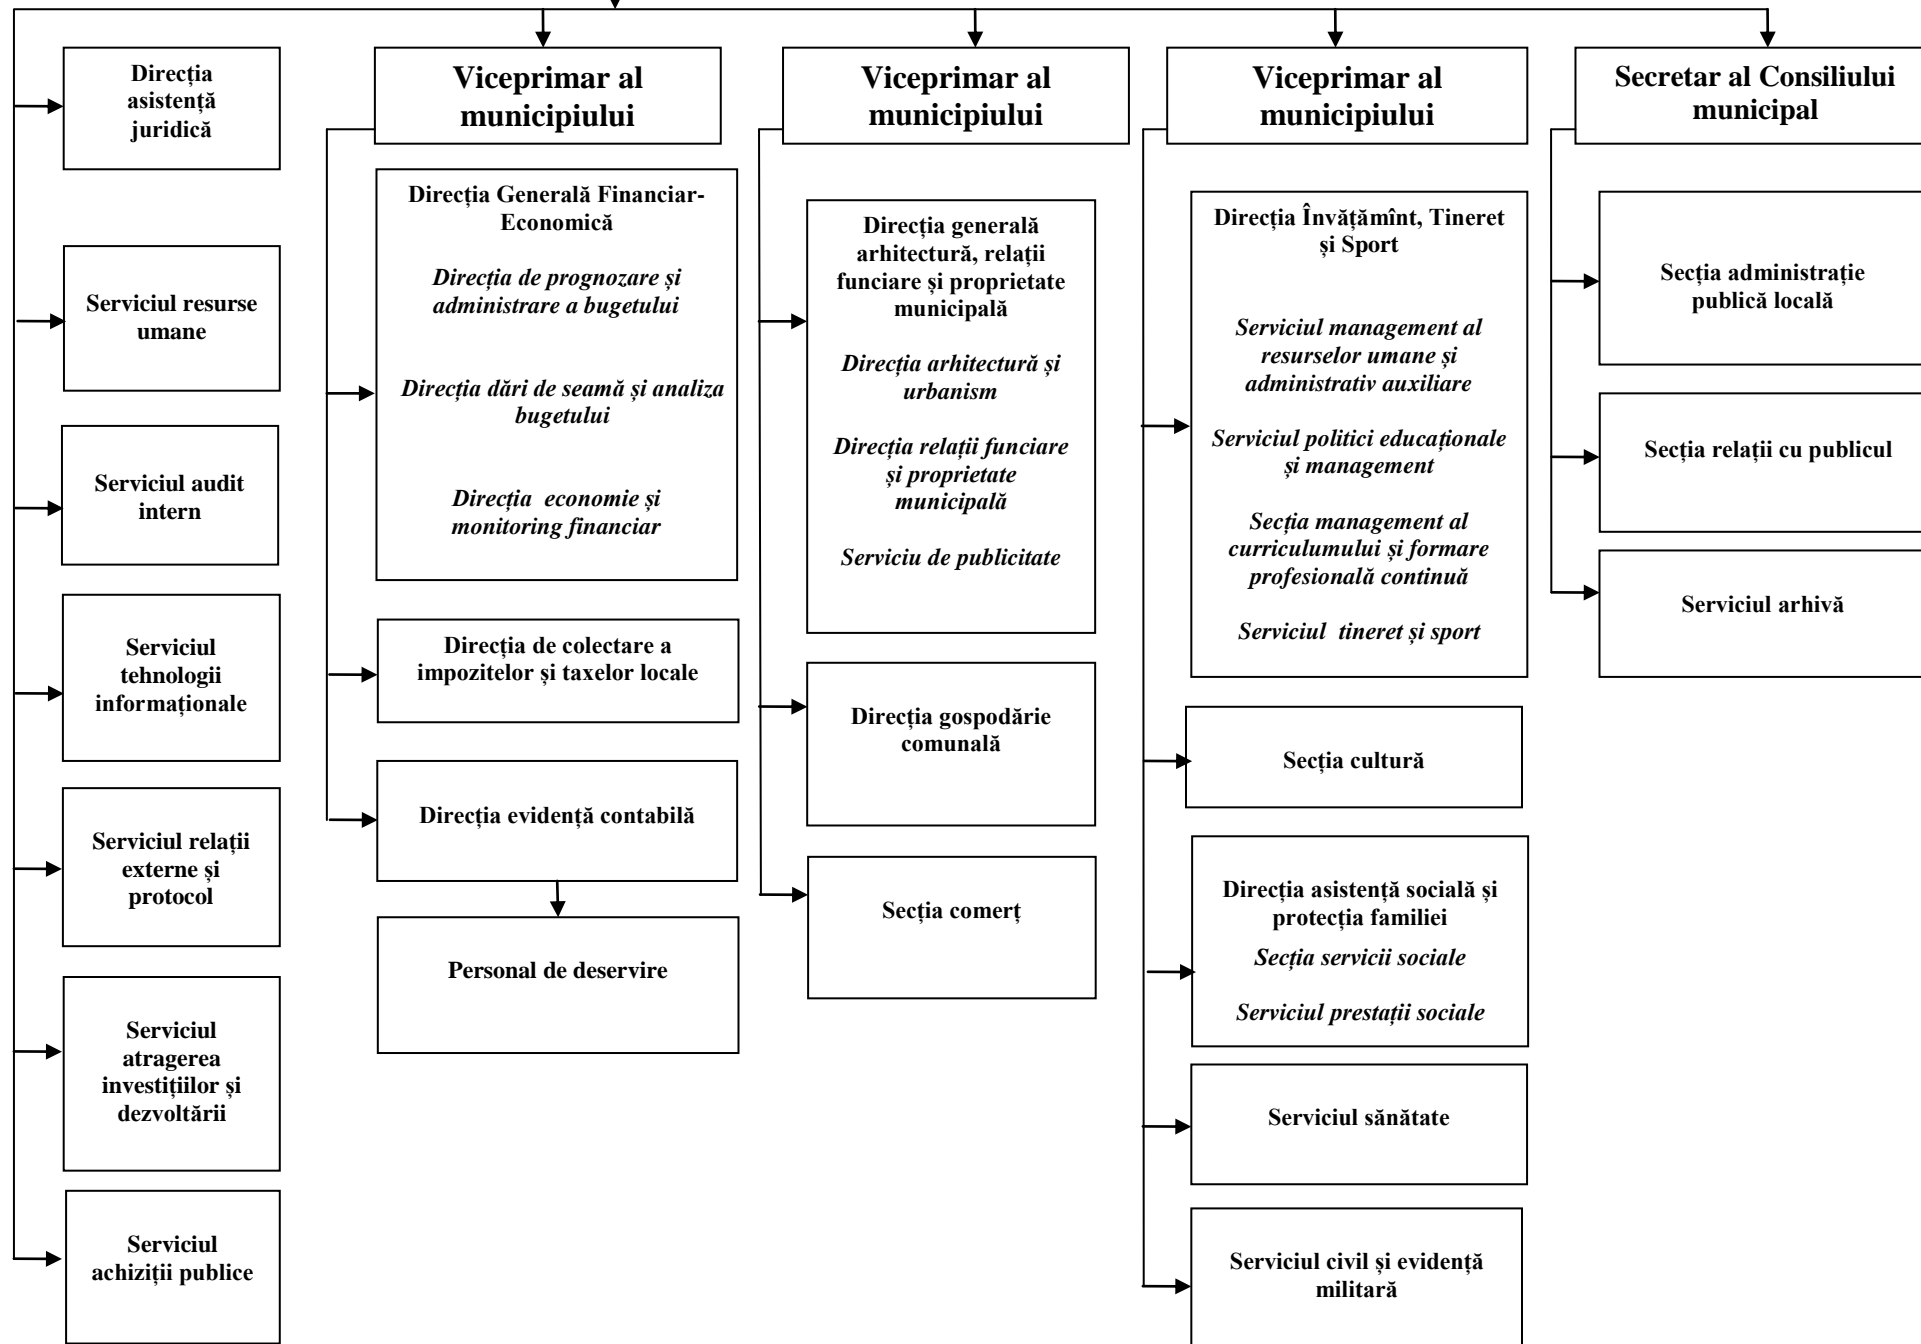 Direcția
asistență
juridică
Serviciul resurse
umane
Serviciul audit
intern
Serviciul
tehnologii
informaționale
Serviciul relații
externe și
protocol
Serviciul
atragerea
investițiilor și
dezvoltării
Serviciul
achiziții publice
Viceprimar al
municipiului
Direcția Generală Financiar-
Economică
Direcția de prognozare și
administrare a bugetului
Direcția dări de seamă și analiza
bugetului
Direcția economie și
monitoring financiar
Direcția de colectare a
impozitelor și taxelor locale
Direcția evidență contabilă
Personal de deservire
Viceprimar al
municipiului
Direcția generală
arhitectură, relații
funciare și proprietate
municipală
Direcția arhitectură și
urbanism
Direcția relații funciare
și proprietate
municipală
Serviciu de publicitate
Direcția gospodărie
comunală
Secția comerț
Viceprimar al
municipiului
Direcția Învățămînt, Tineret
și Sport
Serviciul management al
resurselor umane și
administrativ auxiliare
Serviciul politici educaționale
și management
Secția management al
curriculumului și formare
profesională continuă
Serviciul tineret și sport
Secția cultură
Direcția asistență socială și
protecția familiei
Secția servicii sociale
Serviciul prestații sociale
Serviciul sănătate
Serviciul civil și evidență
militară
Secretar al Consiliului
municipal
Secția administrație
publică locală
Secția relații cu publicul
Serviciul arhivă